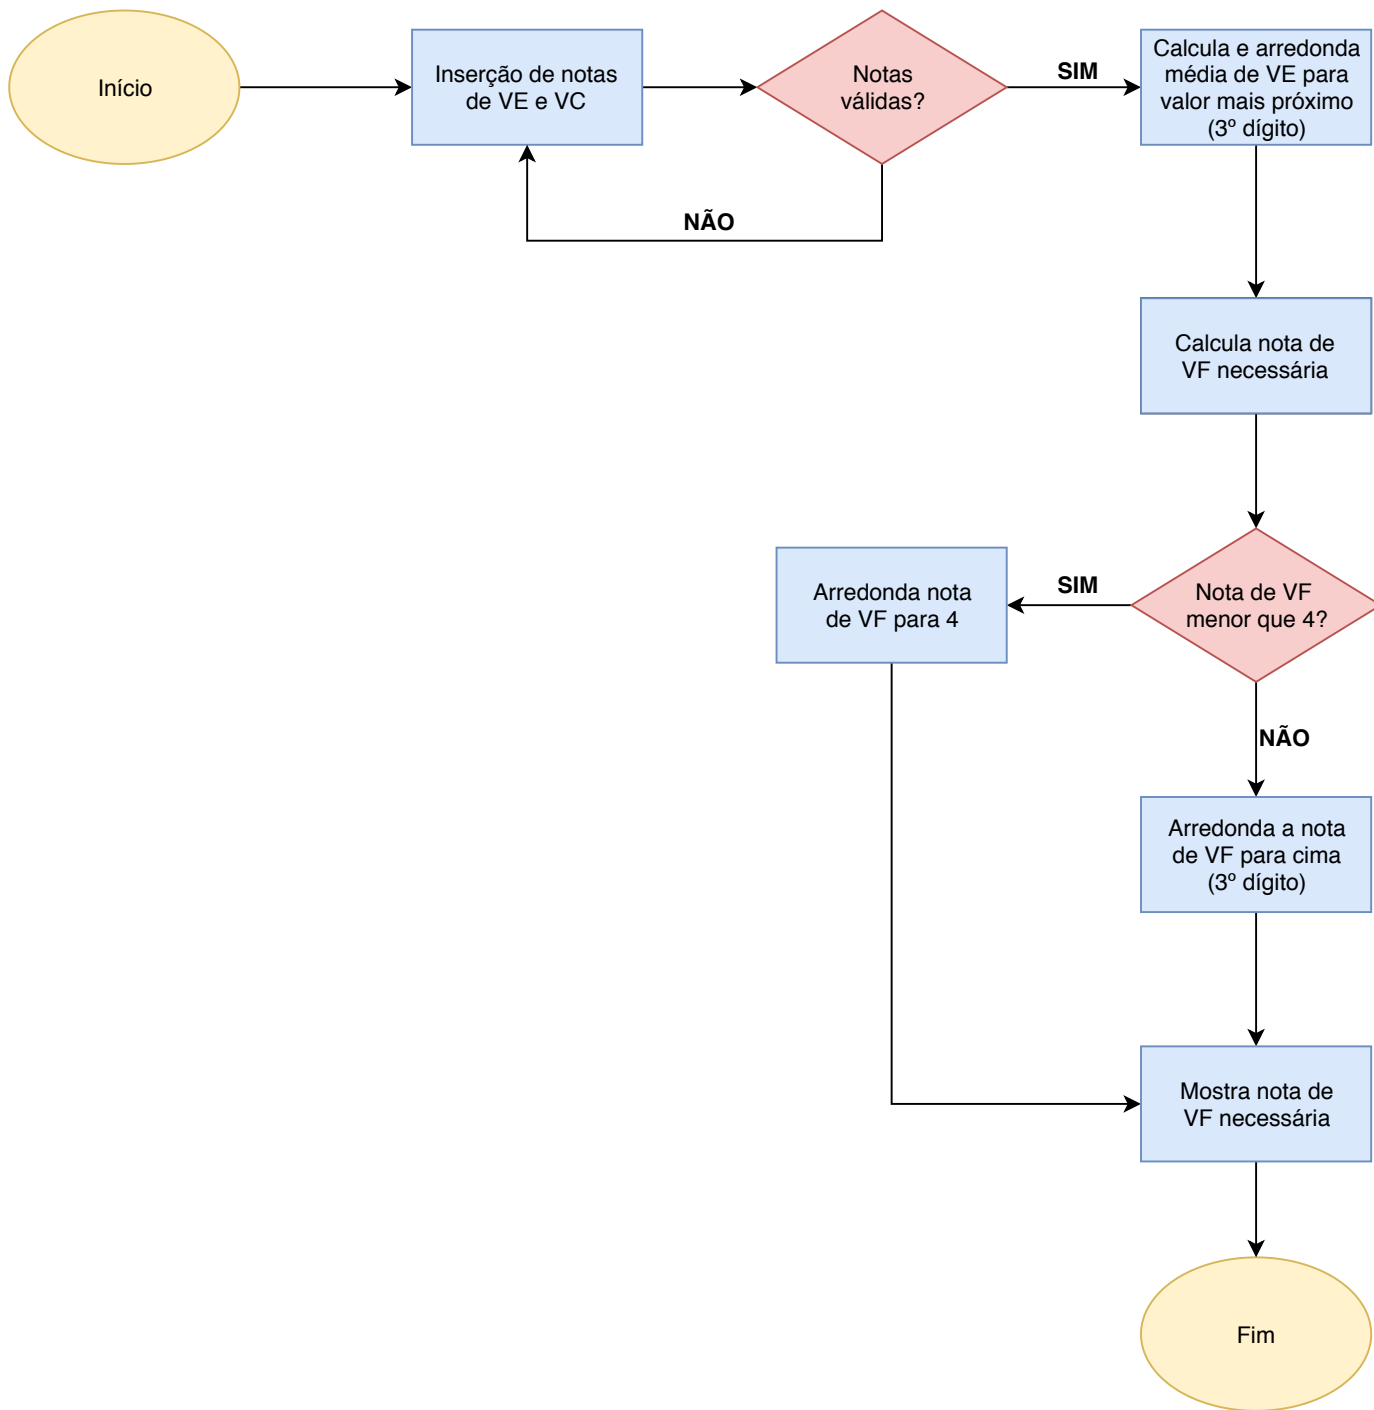 Início
Inserção de notas
de VE e VC
Notas
válidas?
SIM
Calcula e arredonda
média de VE para
valor mais próximo
(3º dígito)
NÃO
Calcula nota de
VF necessária
Nota de VF
menor que 4?
SIM
Arredonda nota
de VF para 4
NÃO
Arredonda a nota
de VF para cima
(3º dígito)
Mostra nota de
VF necessária
Fim